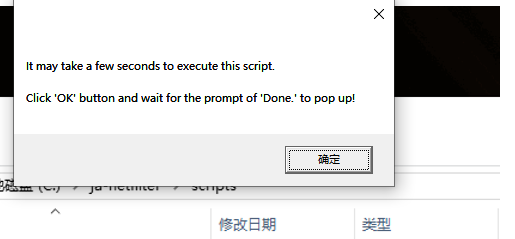 It may take a few seconds to execute this script.
Click 'OK' button and wait for the prompt of 'Done.' to pop up!
确定
(C:) ja-netfilter scripts
修改日期
类型